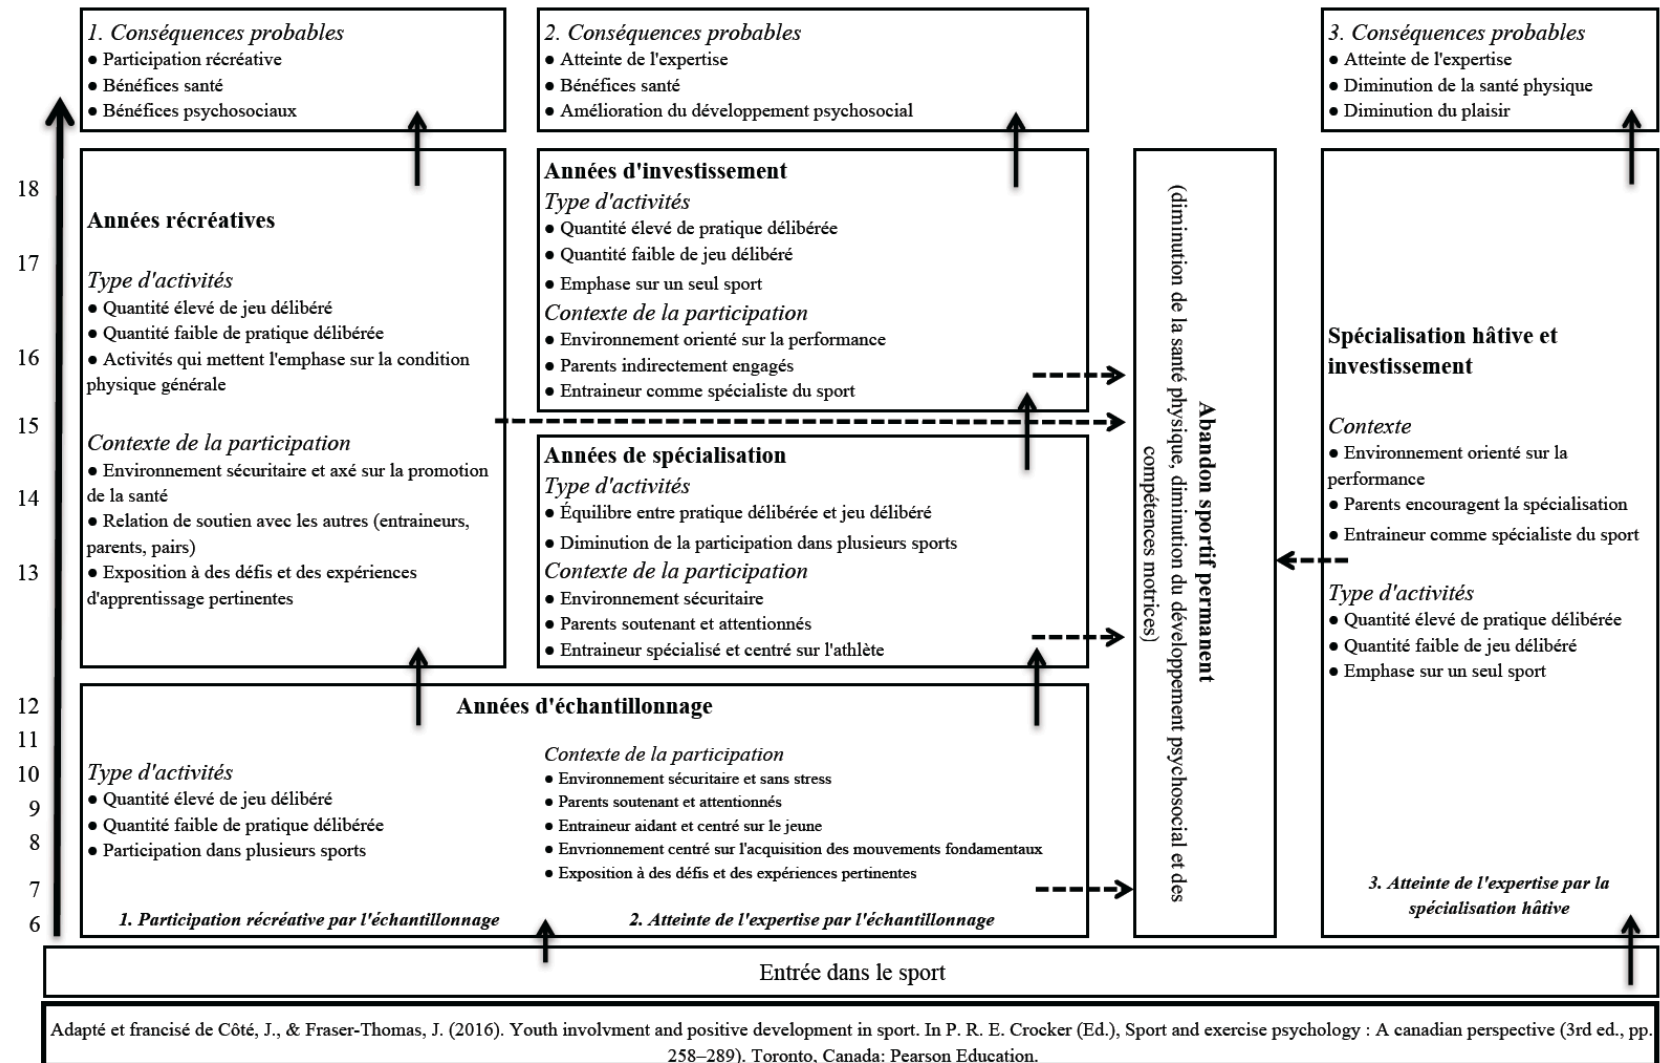 1. Conséquences probables
● Participation récréative
● Bénéfices santé
● Bénéfices psychosociaux
2. Conséquences probables
● Atteinte de l'expertise
● Bénéfices santé
● Amélioration du développement psychosocial
3. Conséquences probables
● Atteinte de l'expertise
● Diminution de la santé physique
● Diminution du plaisir
18
17
16
15
14
13
12
11
10
9
8
7
6
Années récréatives
Type d'activités
● Quantité élevé de jeu délibéré
● Quantité faible de pratique délibérée
● Activités qui mettent l'emphase sur la condition
physique générale
Contexte de la participation
● Environnement sécuritaire et axé sur la promotion
de la santé
● Relation de soutien avec les autres (entraineurs,
parents, pairs)
● Exposition à des défis et des expériences
d'apprentissage pertinentes
Années d'investissement
Type d'activités
● Quantité élevé de pratique délibérée
● Quantité faible de jeu délibéré
● Emphase sur un seul sport
Contexte de la participation
● Environnement orienté sur la performance
● Parents indirectement engagés
● Entraineur comme spécialiste du sport
Années de spécialisation
Type d'activités
● Équilibre entre pratique délibérée et jeu délibéré
● Diminution de la participation dans plusieurs sports
Contexte de la participation
● Environnement sécuritaire
● Parents soutenant et attentionnés
● Entraineur spécialisé et centré sur l'athlète
Années d'échantillonnage
Type d'activités
● Quantité élevé de jeu délibéré
● Quantité faible de pratique délibérée
● Participation dans plusieurs sports
Contexte de la participation
● Environnement sécuritaire et sans stress
● Parents soutenant et attentionnés
● Entraineur aidant et centré sur le jeune
● Envrionnement centré sur l'acquisition des mouvements fondamentaux
● Exposition à des défis et des expériences pertinentes
1. Participation récréative par l'échantillonnage
2. Atteinte de l'expertise par l'échantillonnage
Abandon sportif permanent
(diminution de la santé physique, diminution du développement psychosocial et des
compétences motrices)
Spécialisation hâtive et
investissement
Contexte
● Environnement orienté sur la
performance
● Parents encouragent la spécialisation
● Entraineur comme spécialiste du sport
Type d'activités
● Quantité élevé de pratique délibérée
● Quantité faible de jeu délibéré
● Emphase sur un seul sport
3. Atteinte de l'expertise par la
spécialisation hâtive
Entrée dans le sport
Adapté et francisé de Côté, J., & Fraser-Thomas, J. (2016). Youth involvment and positive development in sport. In P. R. E. Crocker (Ed.), Sport and exercise psychology : A canadian perspective (3rd ed., pp.
258–289). Toronto, Canada: Pearson Education.